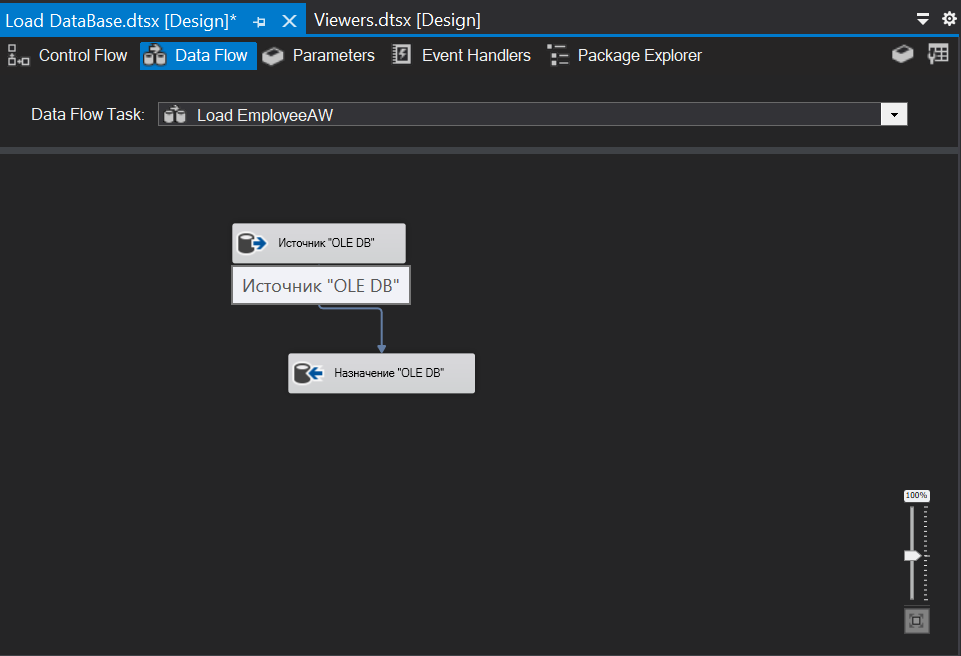 Load DataBase.dtsx [Design]* Viewers.dtsx [Design]
Control Flow Data Flow Parameters Event Handlers Package Explorer
Data Flow Task: Load EmployeeAW
Источник "OLE DB"
Источник "OLE DB"
Назначение "OLE DB"
100%